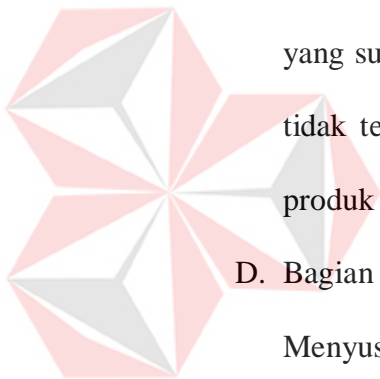 yang su
tidak te
produk
D. Bagian
Menyus